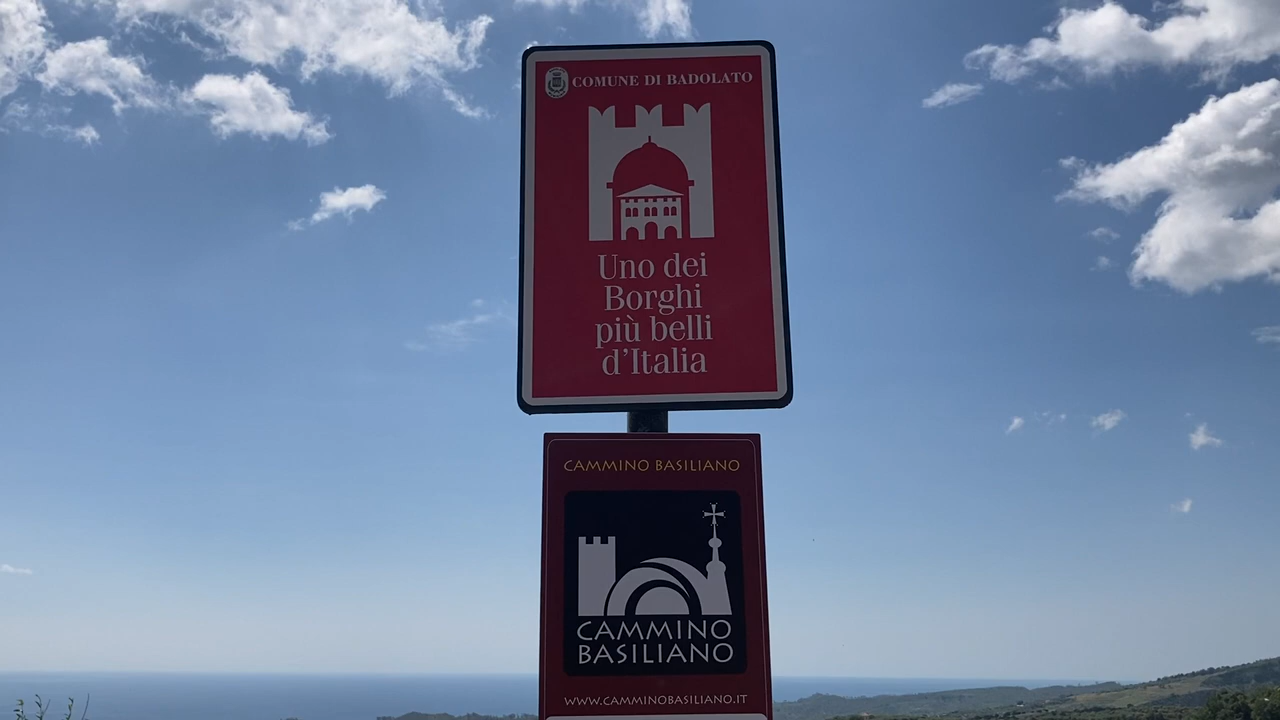 COMUNE DI BADOLATO
Uno dei
Borghi
più belli
d'Italia
CAMMINO BASILIANO
CAMMINO
BASILIANO
WWW.CAMMINOBASILIANO.IT